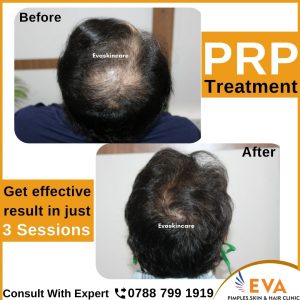 Before
Evaskincare
PRP
Treatment
After
Get effective
result in just
3 Sessions
Evaskincare
Consult With Expert 0788 799 1919
EVA
PIMPLES,SKIN & HAIR CLINIC